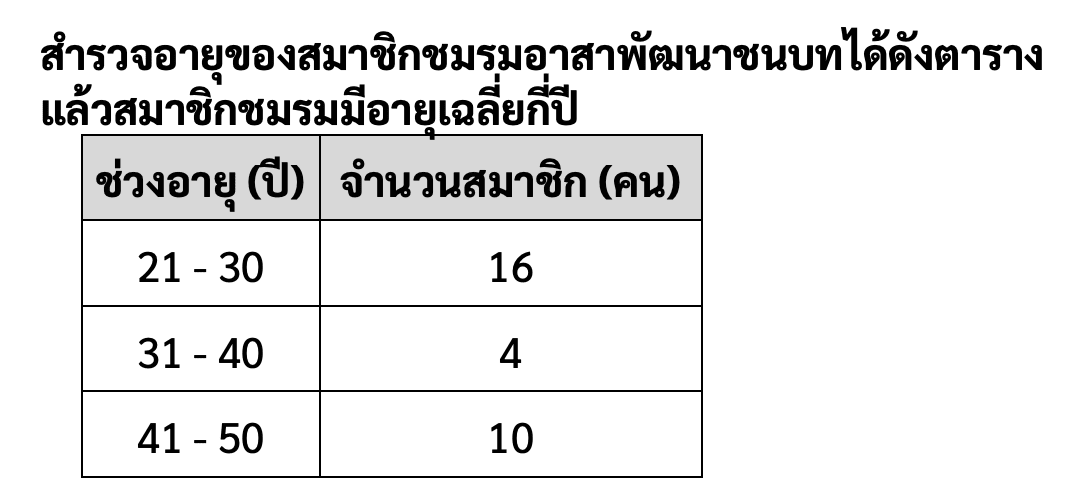 สำรวจอายุของสมาชิกชมรมอาสาพัฒนาชนบทได้ดังตาราง
แล้วสมาชิกชมรมมีอายุเฉลี่ยกี่ปี
ช่วงอายุ (ปี) จำนวนสมาชิก (คน)
21 - 30 16
31 - 40 4
41 - 50 10